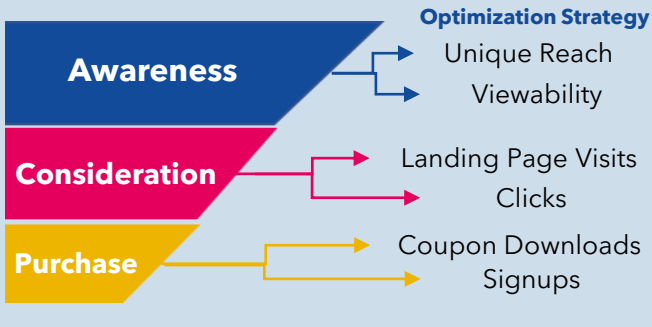 Optimization Strategy
Awareness
Unique Reach
Viewability
Consideration
Landing Page Visits
Clicks
Purchase
Coupon Downloads
Signups